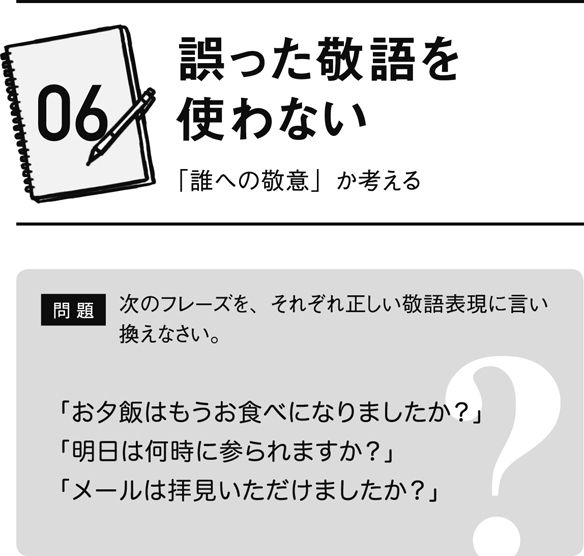 06
誤った敬語を
使わない
「誰への敬意」か考える
問題
次のフレーズを、それぞれ正しい敬語表現に言い
換えなさい。
?
「お夕飯はもうお食べになりましたか？」
「明日は何時に参られますか？」
「メールは拝見いただけましたか？」